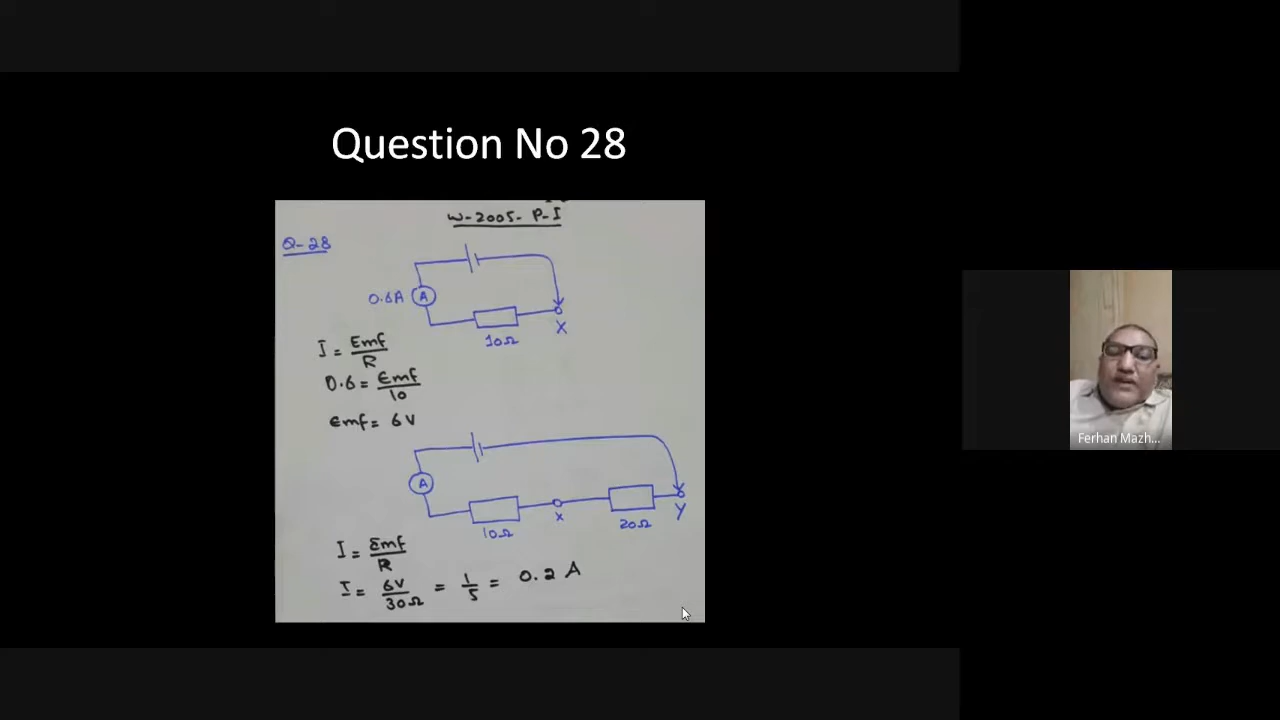 Question No 28
W-2005- P-I
Q-28
0.6A
A
10Ω
X
I = Emf/R
0.6 = Emf/10
Emf = 6V
A
10Ω
x
20Ω
Y
I = Emf/R
I = 6V/30Ω = 1/5 = 0.2 A
Ferhan Mazh...